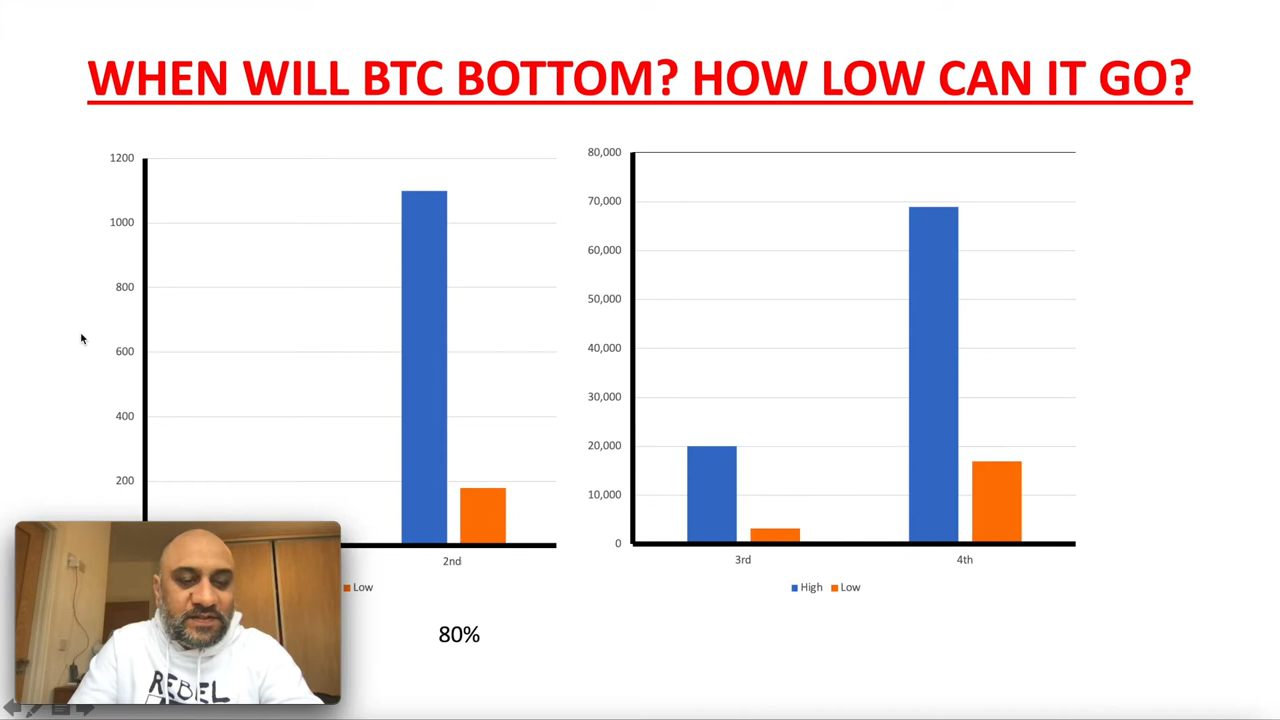 WHEN WILL BTC BOTTOM? HOW LOW CAN IT GO?
1200
1000
800
600
400
200
2nd
Low
80%
80,000
70,000
60,000
50,000
40,000
30,000
20,000
10,000
0
3rd 4th
High Low
REBEL